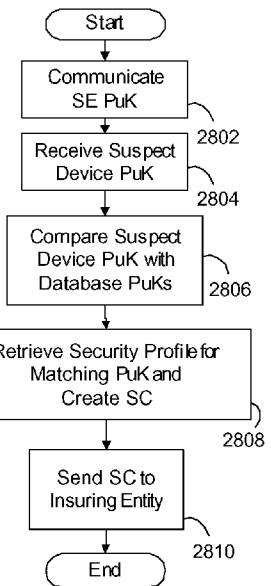 Start
Communicate
SE PuK
2802
Receive Suspect
Device PuK
2804
Compare Suspect
Device PuK with
Database PuKs
2806
Retrieve Security Profile for
Matching PuK and
Create SC
2808
Send SC to
Insuring Entity
2810
End